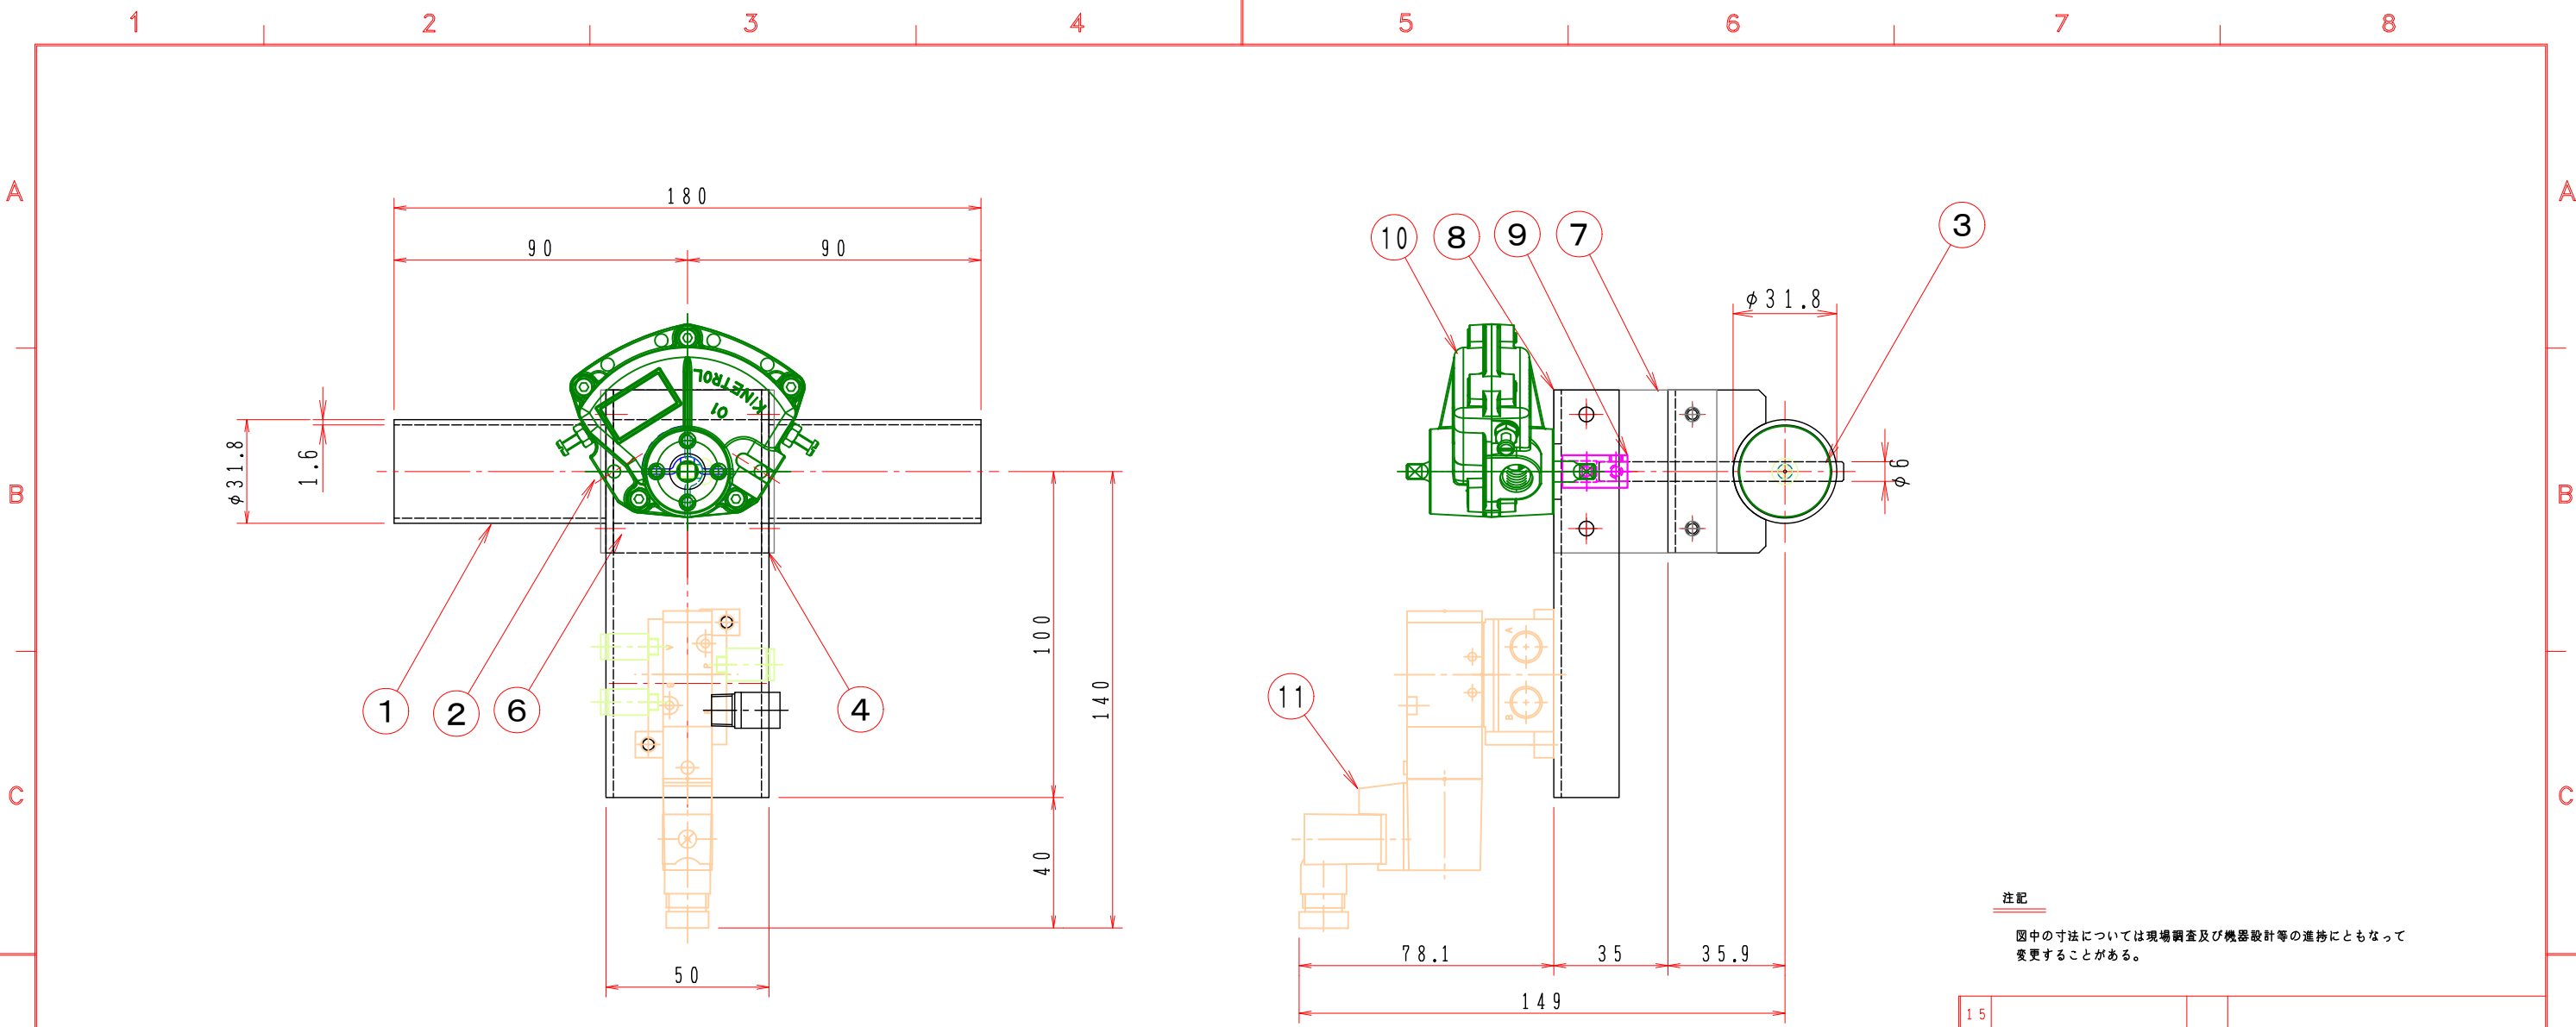 1 2 3 4 5 6 7 8
A A
180
90 90
10 8 9 7 3
φ31.8
KINETROL
01
φ31.8
1.6
φ6
B B
100
140
A
B
A
B
P
1 2 6 4
11
C C
40
注記
図中の寸法については現場調査及び機器設計等の進捗にともなって
変更することがある。
78.1 35 35.9
50
149
15